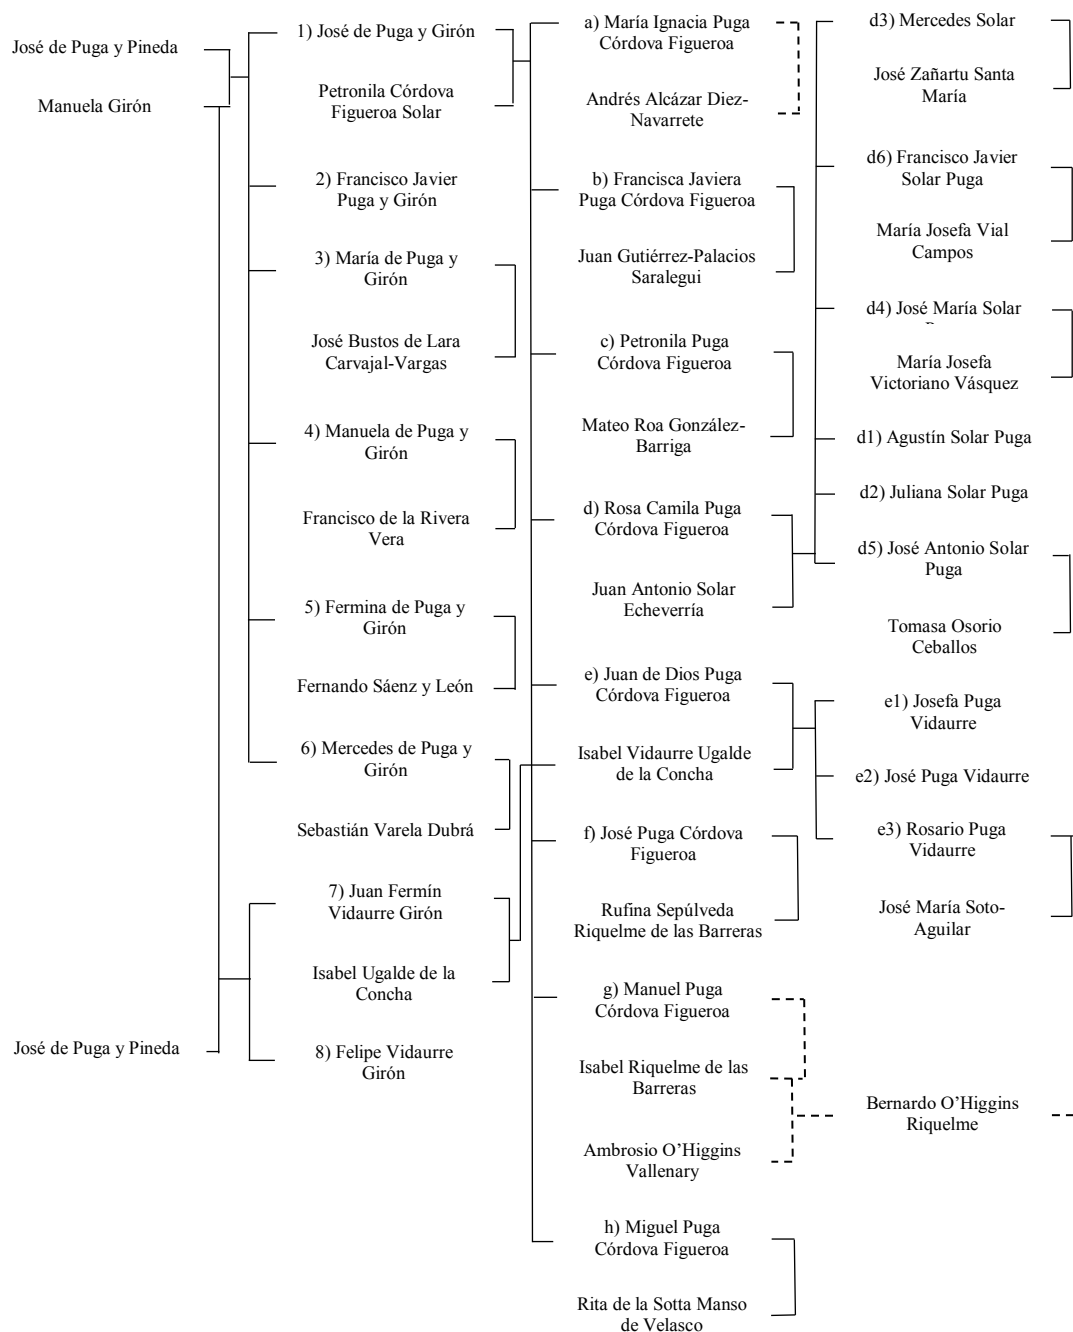 José de Puga y Pineda
Manuela Girón
José de Puga y Pineda
1) José de Puga y Girón
Petronila Córdova
Figueroa Solar
2) Francisco Javier
Puga y Girón
3) María de Puga y
Girón
José Bustos de Lara
Carvajal-Vargas
4) Manuela de Puga y
Girón
Francisco de la Rivera
Vera
5) Fermina de Puga y
Girón
Fernando Sáenz y León
6) Mercedes de Puga y
Girón
Sebastián Varela Dubrá
7) Juan Fermín
Vidaurre Girón
Isabel Ugalde de la
Concha
8) Felipe Vidaurre
Girón
a) María Ignacia Puga
Córdova Figueroa
Andrés Alcázar Diez-
Navarrete
b) Francisca Javiera
Puga Córdova Figueroa
Juan Gutiérrez-Palacios
Saralegui
c) Petronila Puga
Córdova Figueroa
Mateo Roa González-
Barriga
d) Rosa Camila Puga
Córdova Figueroa
Juan Antonio Solar
Echeverría
e) Juan de Dios Puga
Córdova Figueroa
Isabel Vidaurre Ugalde
de la Concha
f) José Puga Córdova
Figueroa
Rufina Sepúlveda
Riquelme de las Barreras
g) Manuel Puga
Córdova Figueroa
Isabel Riquelme de las
Barreras
Ambrosio O’Higgins
Vallenary
h) Miguel Puga
Córdova Figueroa
Rita de la Sotta Manso
de Velasco
d3) Mercedes Solar
José Zañartu Santa
María
d6) Francisco Javier
Solar Puga
María Josefa Vial
Campos
d4) José María Solar
María Josefa
Victoriano Vásquez
d1) Agustín Solar Puga
d2) Juliana Solar Puga
d5) José Antonio Solar
Puga
Tomasa Osorio
Ceballos
e1) Josefa Puga
Vidaurre
e2) José Puga Vidaurre
e3) Rosario Puga
Vidaurre
José María Soto-
Aguilar
Bernardo O’Higgins
Riquelme